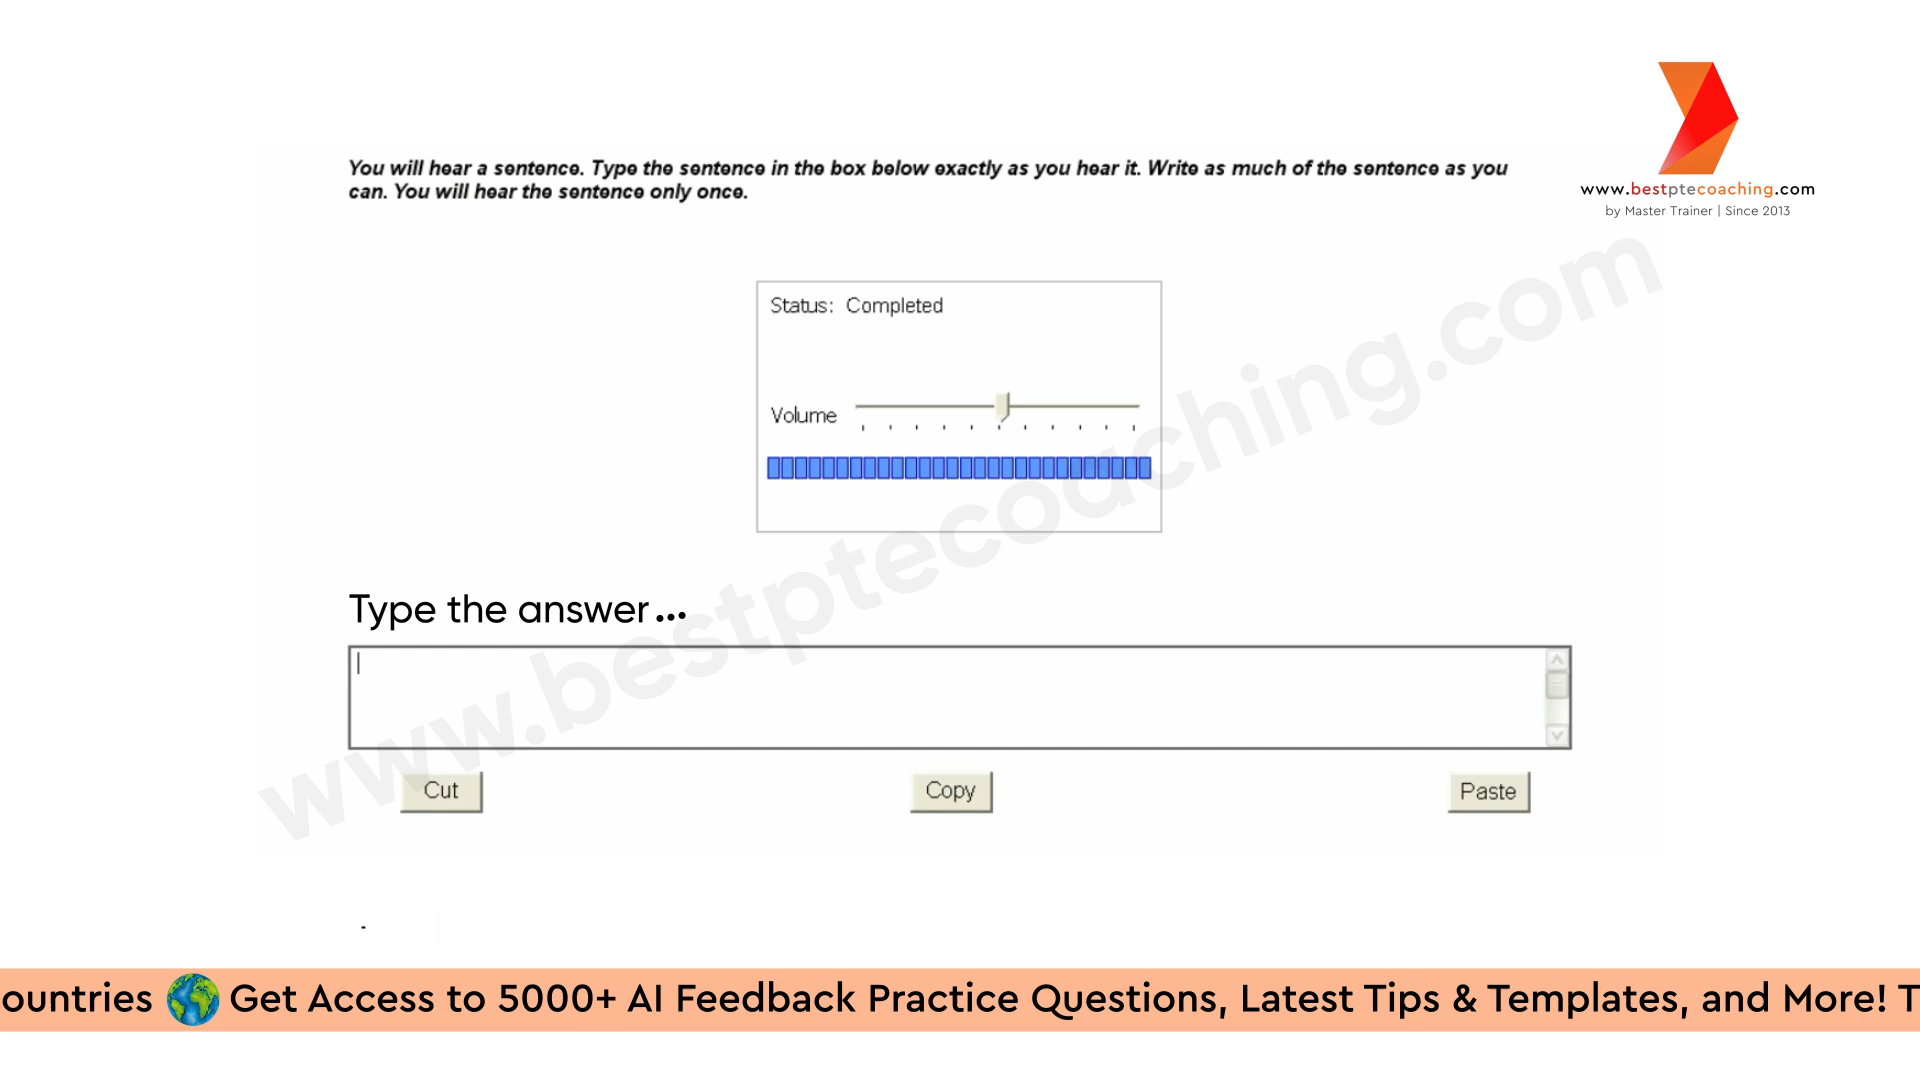 You will hear a sentence. Type the sentence in the box below exactly as you hear it. Write as much of the sentence as you
can. You will hear the sentence only once.
www.bestptecoaching.com
by Master Trainer | Since 2013
Status: Completed
Volume
www.bestptecoaching.com
Type the answer...
Cut
Copy
Paste
ountries 🌍 Get Access to 5000+ AI Feedback Practice Questions, Latest Tips & Templates, and More! T